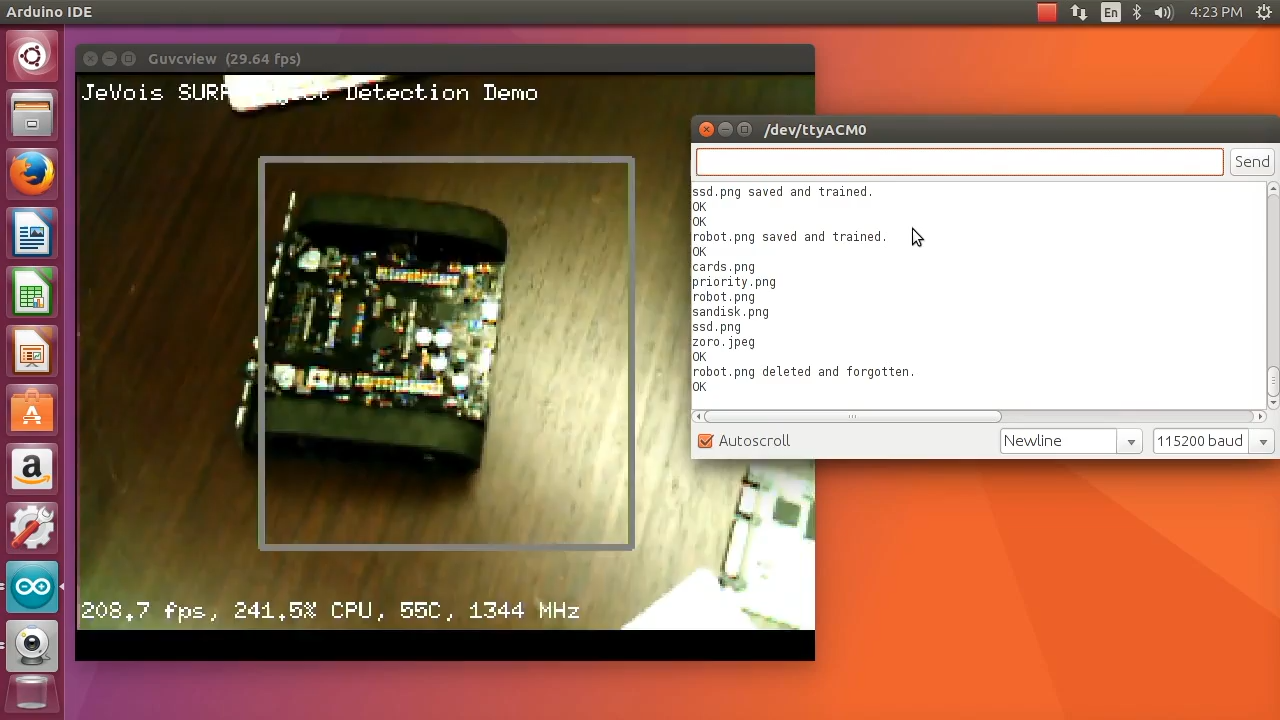 Arduino IDE
En
4:23 PM
Guvcview (29.64 fps)
JeVois SURF Object Detection Demo
208.7 fps, 241.5% CPU, 55C, 1344 MHz
/dev/ttyACM0
Send
ssd.png saved and trained.
OK
OK
robot.png saved and trained.
OK
cards.png
priority.png
robot.png
sandisk.png
ssd.png
zoro.jpeg
OK
robot.png deleted and forgotten.
OK
Autoscroll
Newline
115200 baud